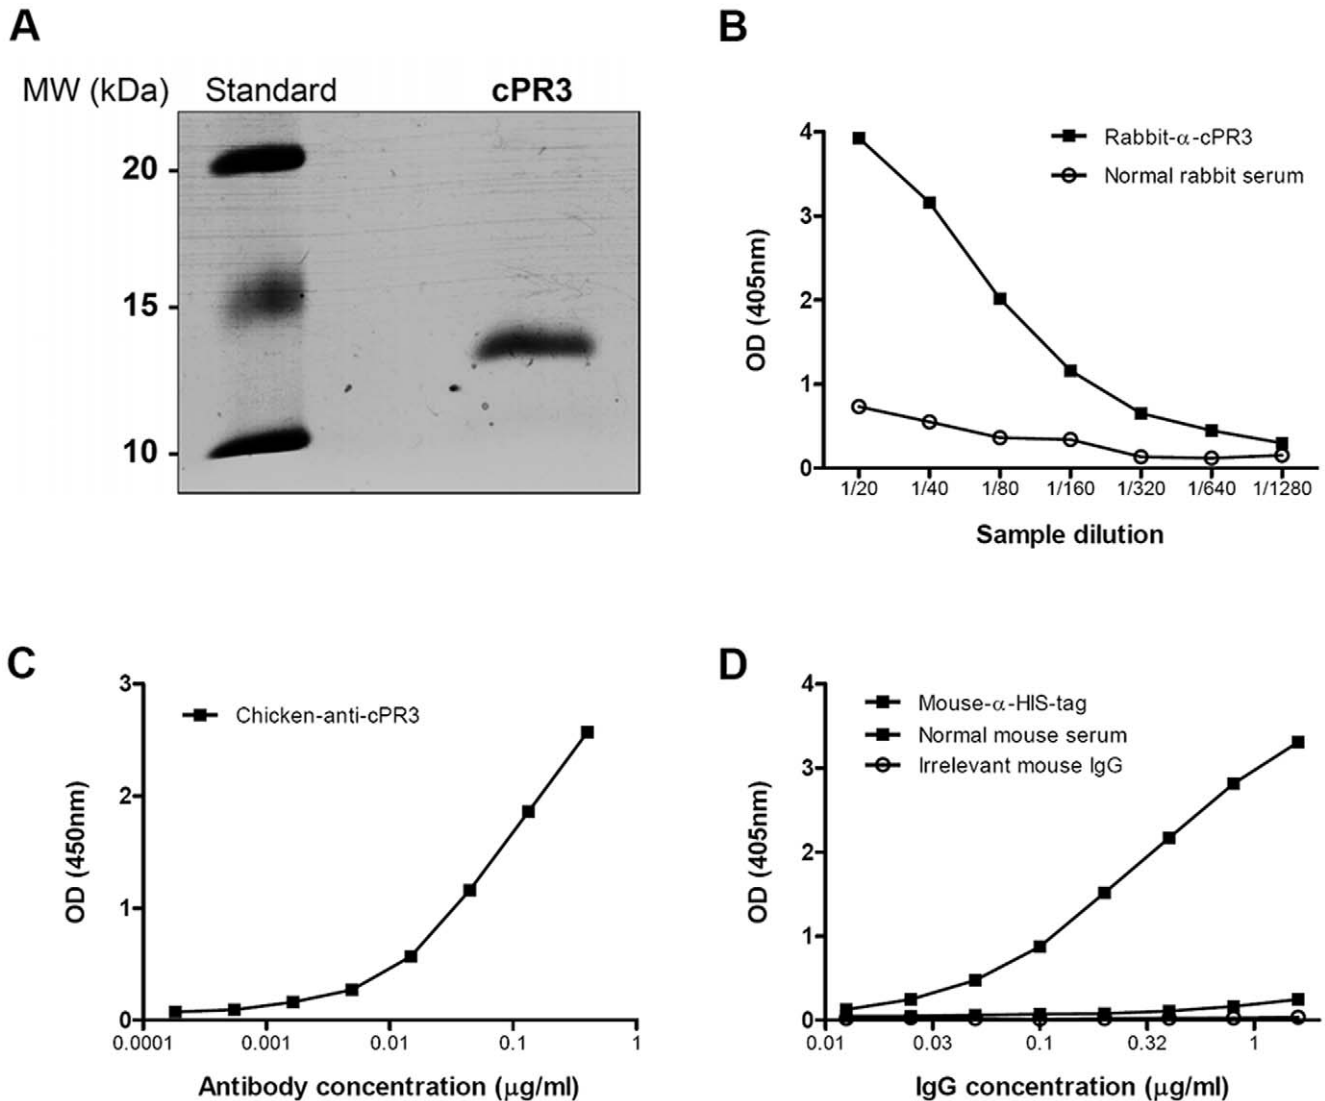 A
MW (kDa) Standard cPR3
20
15
10
B
4
3
2
1
0
OD (405nm)
Rabbit-α-cPR3
Normal rabbit serum
1/20 1/40 1/80 1/160 1/320 1/640 1/1280
Sample dilution
C
3
2
1
0
OD (450nm)
Chicken-anti-cPR3
0.0001 0.001 0.01 0.1 1
Antibody concentration (μg/ml)
D
4
3
2
1
0
OD (405nm)
Mouse-α-HIS-tag
Normal mouse serum
Irrelevant mouse IgG
0.01 0.03 0.1 0.32 1
IgG concentration (μg/ml)